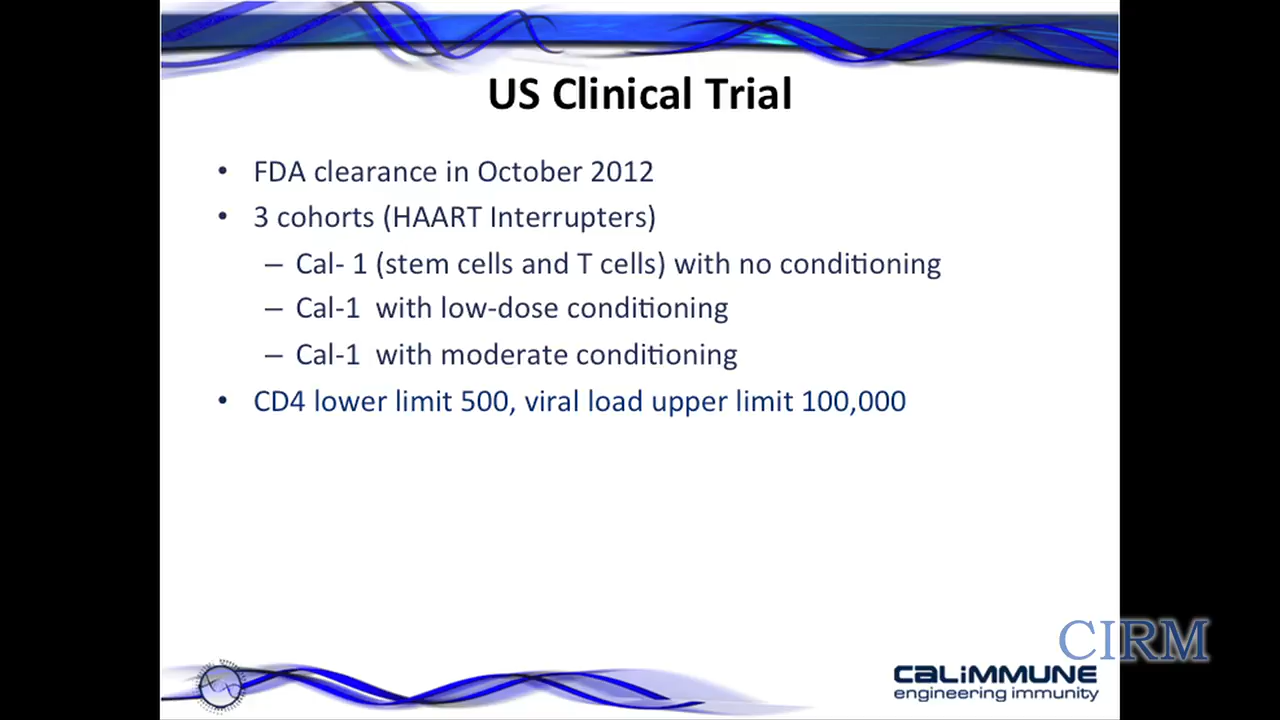 US Clinical Trial
• FDA clearance in October 2012
• 3 cohorts (HAART Interrupters)
– Cal- 1 (stem cells and T cells) with no conditioning
– Cal-1 with low-dose conditioning
– Cal-1 with moderate conditioning
• CD4 lower limit 500, viral load upper limit 100,000
CIRM
CALIMMUNE
engineering immunity